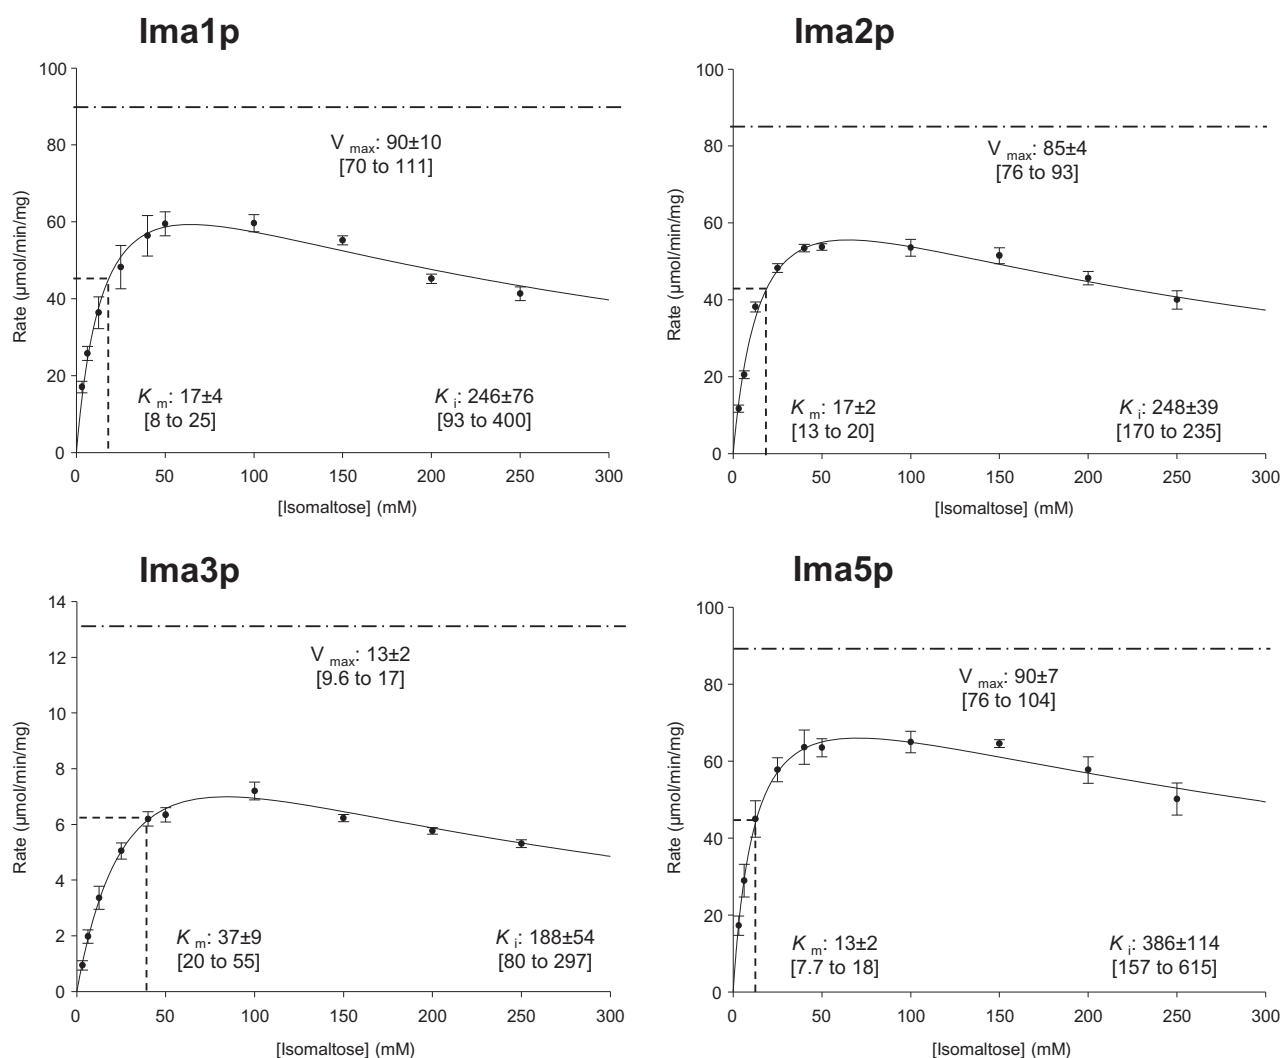 Ima1p
100
80
60
40
20
0
Rate (µmol/min/mg)
V max: 90±10
[70 to 111]
K m: 17±4
[8 to 25]
K i: 246±76
[93 to 400]
0 50 100 150 200 250 300
[Isomaltose] (mM)
Ima2p
100
80
60
40
20
0
Rate (µmol/min/mg)
V max: 85±4
[76 to 93]
K m: 17±2
[13 to 20]
K i: 248±39
[170 to 235]
0 50 100 150 200 250 300
[Isomaltose] (mM)
Ima3p
14
12
10
8
6
4
2
0
Rate (µmol/min/mg)
V max: 13±2
[9.6 to 17]
K m: 37±9
[20 to 55]
K i: 188±54
[80 to 297]
0 50 100 150 200 250 300
[Isomaltose] (mM)
Ima5p
100
80
60
40
20
0
Rate (µmol/min/mg)
V max: 90±7
[76 to 104]
K m: 13±2
[7.7 to 18]
K i: 386±114
[157 to 615]
0 50 100 150 200 250 300
[Isomaltose] (mM)